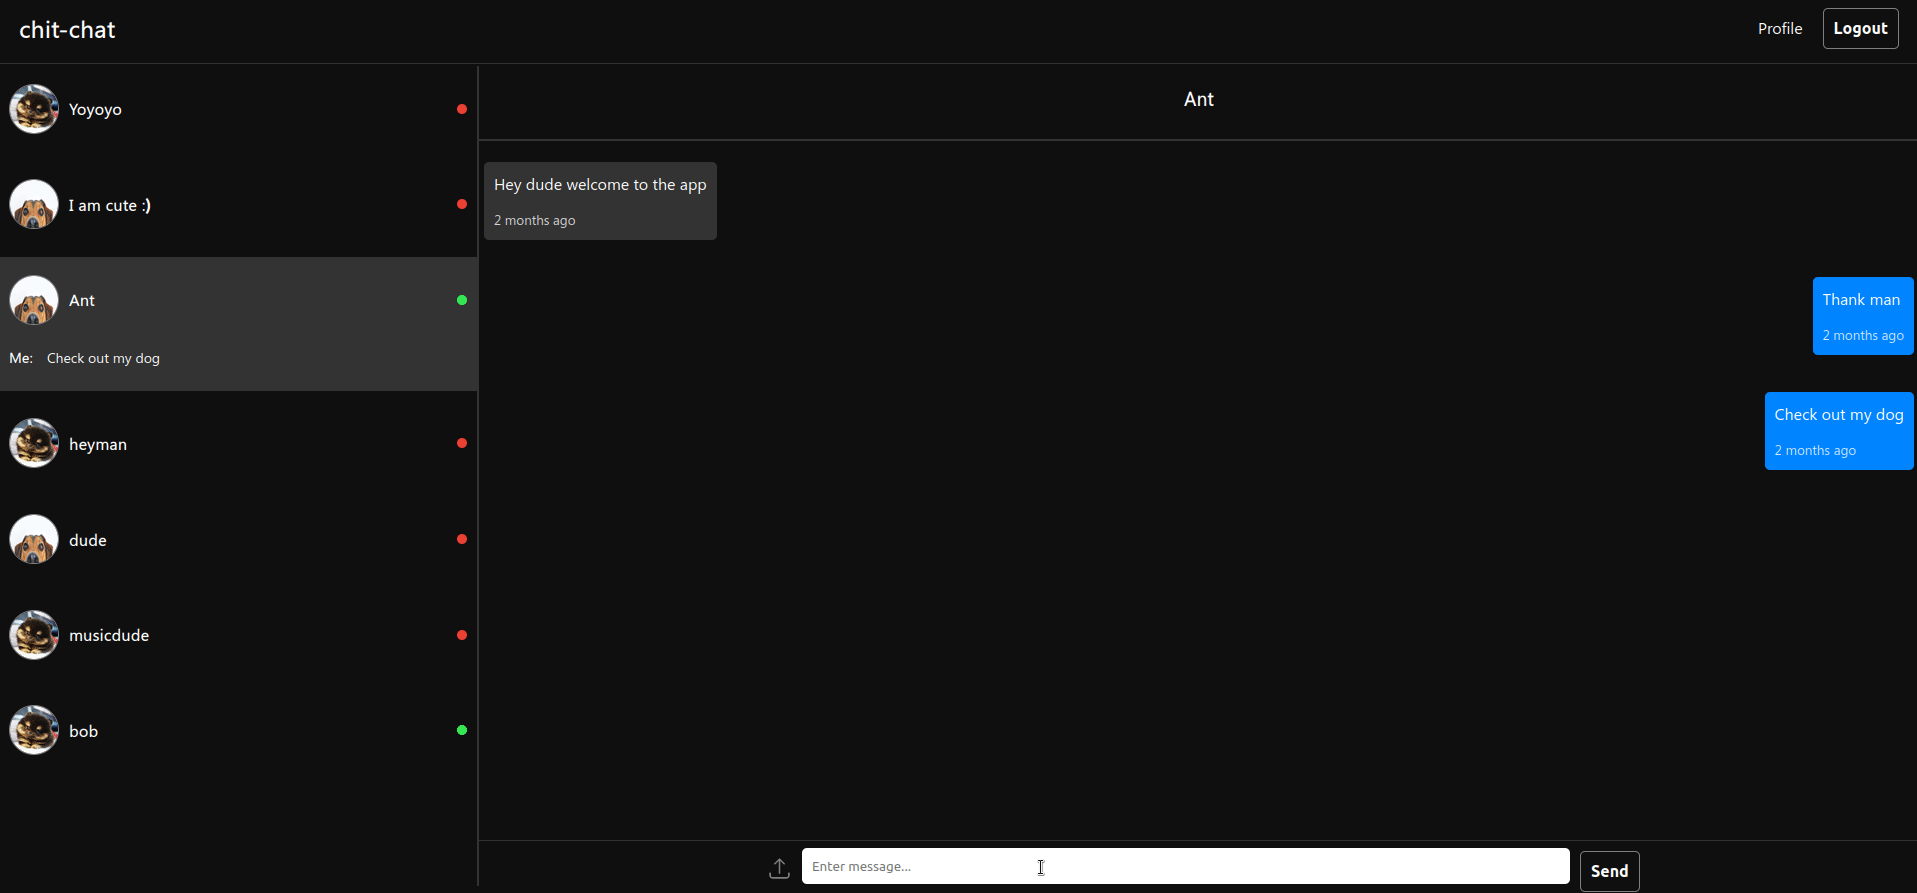 chit-chat
Profile
Logout
Yoyoyo
I am cute :)
Ant
Me: Check out my dog
heyman
dude
musicdude
bob
Ant
Hey dude welcome to the app
2 months ago
Thank man
2 months ago
Check out my dog
2 months ago
Enter message...
Send